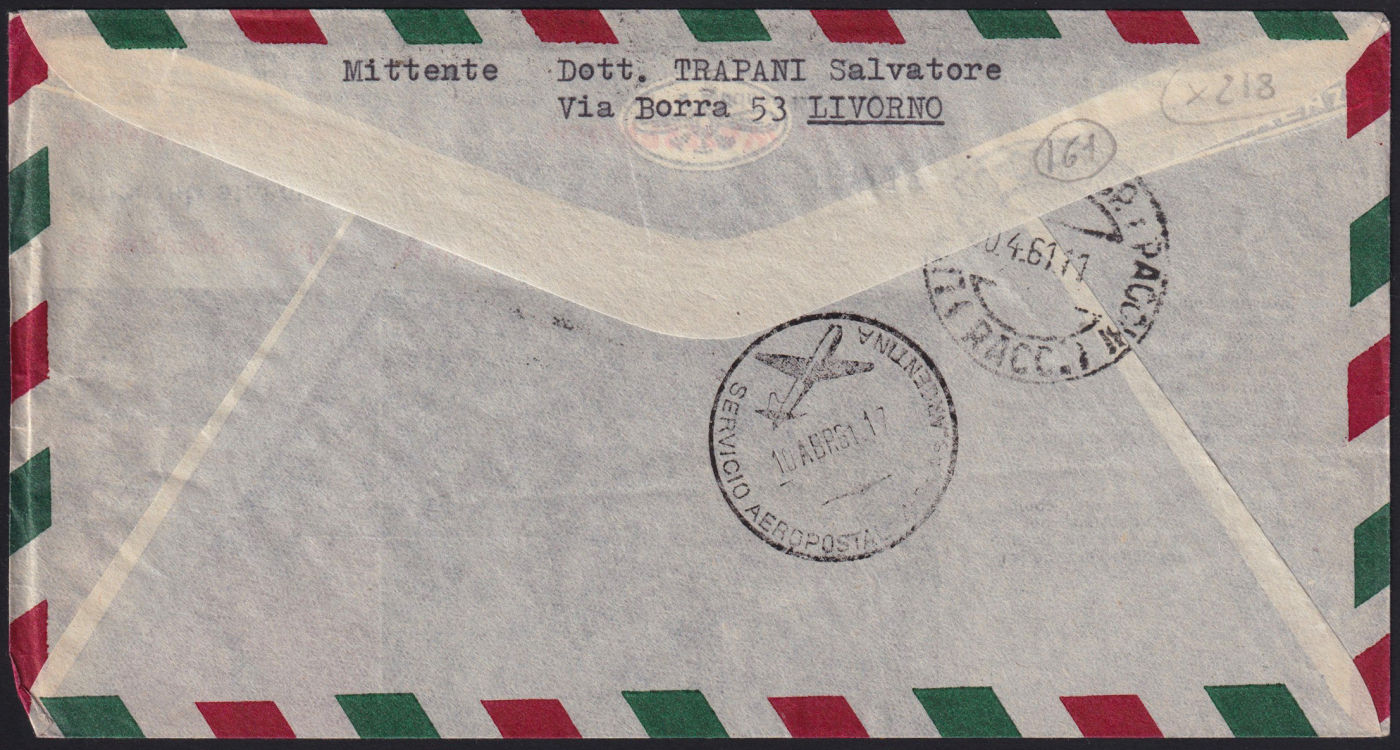 Mittente Dott. TRAPANI Salvatore
Via Borra 53 LIVORNO
x218
161
0.4.61 11
RACC.
SERVICIO AEROPOSTAL
ARGENTINA
10 ABR 61. 17